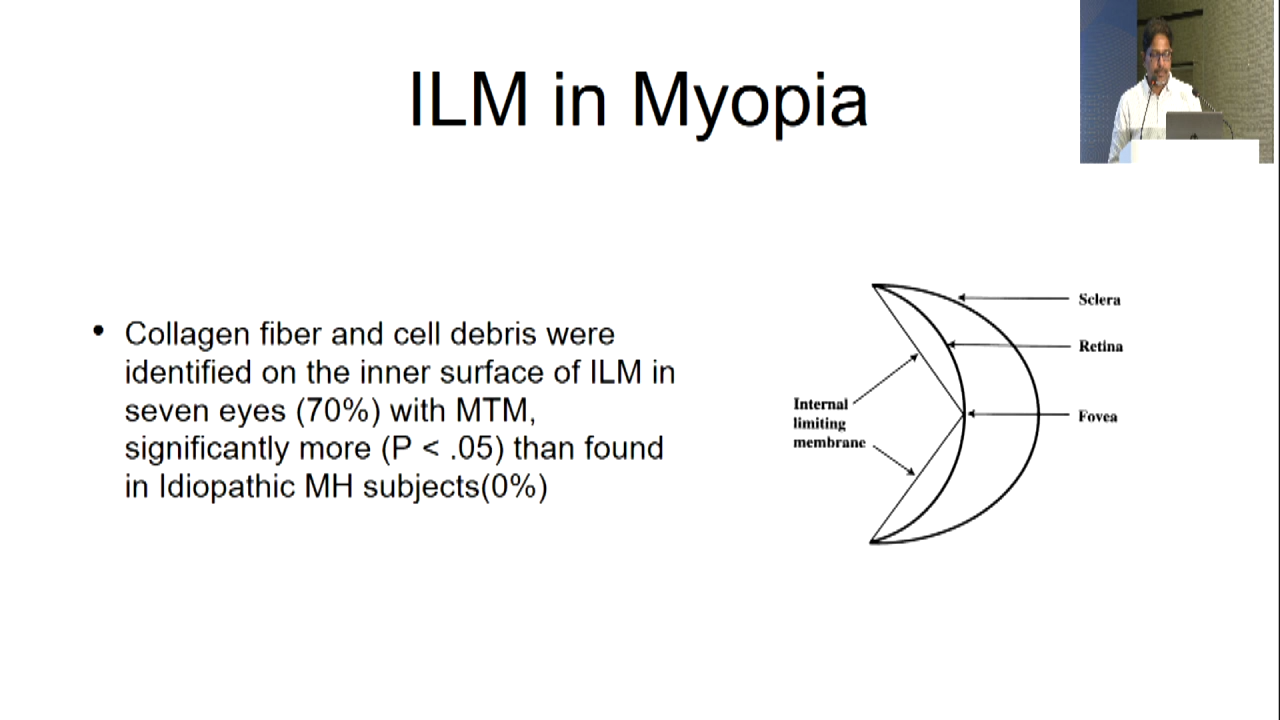 ILM in Myopia
• Collagen fiber and cell debris were
identified on the inner surface of ILM in
seven eyes (70%) with MTM,
significantly more (P < .05) than found
in Idiopathic MH subjects(0%)
Sclera
Retina
Internal
limiting
membrane
Fovea